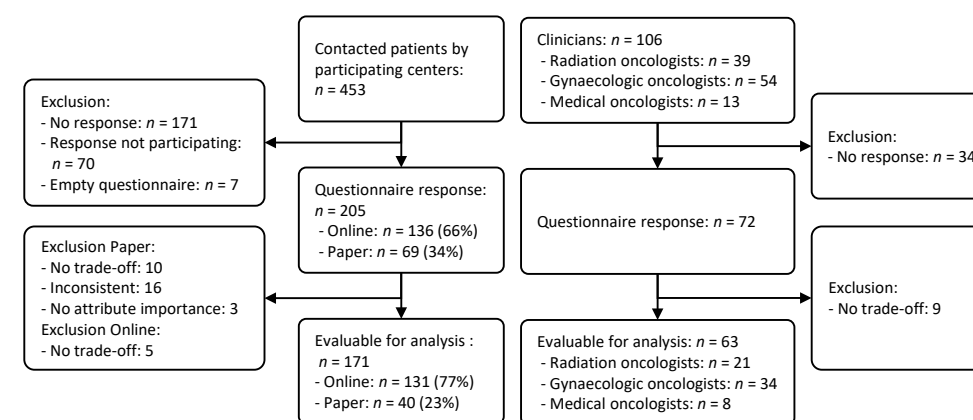 Contacted patients by
participating centers:
n = 453
Exclusion:
- No response: n = 171
- Response not participating:
n = 70
- Empty questionnaire: n = 7
Questionnaire response:
n = 205
- Online: n = 136 (66%)
- Paper: n = 69 (34%)
Exclusion Paper:
- No trade-off: 10
- Inconsistent: 16
- No attribute importance: 3
Exclusion Online:
- No trade-off: 5
Evaluable for analysis :
n = 171
- Online: n = 131 (77%)
- Paper: n = 40 (23%)
Clinicians: n = 106
- Radiation oncologists: n = 39
- Gynaecologic oncologists: n = 54
- Medical oncologists: n = 13
Exclusion:
- No response: n = 34
Questionnaire response: n = 72
Exclusion:
- No trade-off: n = 9
Evaluable for analysis: n = 63
- Radiation oncologists: n = 21
- Gynaecologic oncologists: n = 34
- Medical oncologists: n = 8